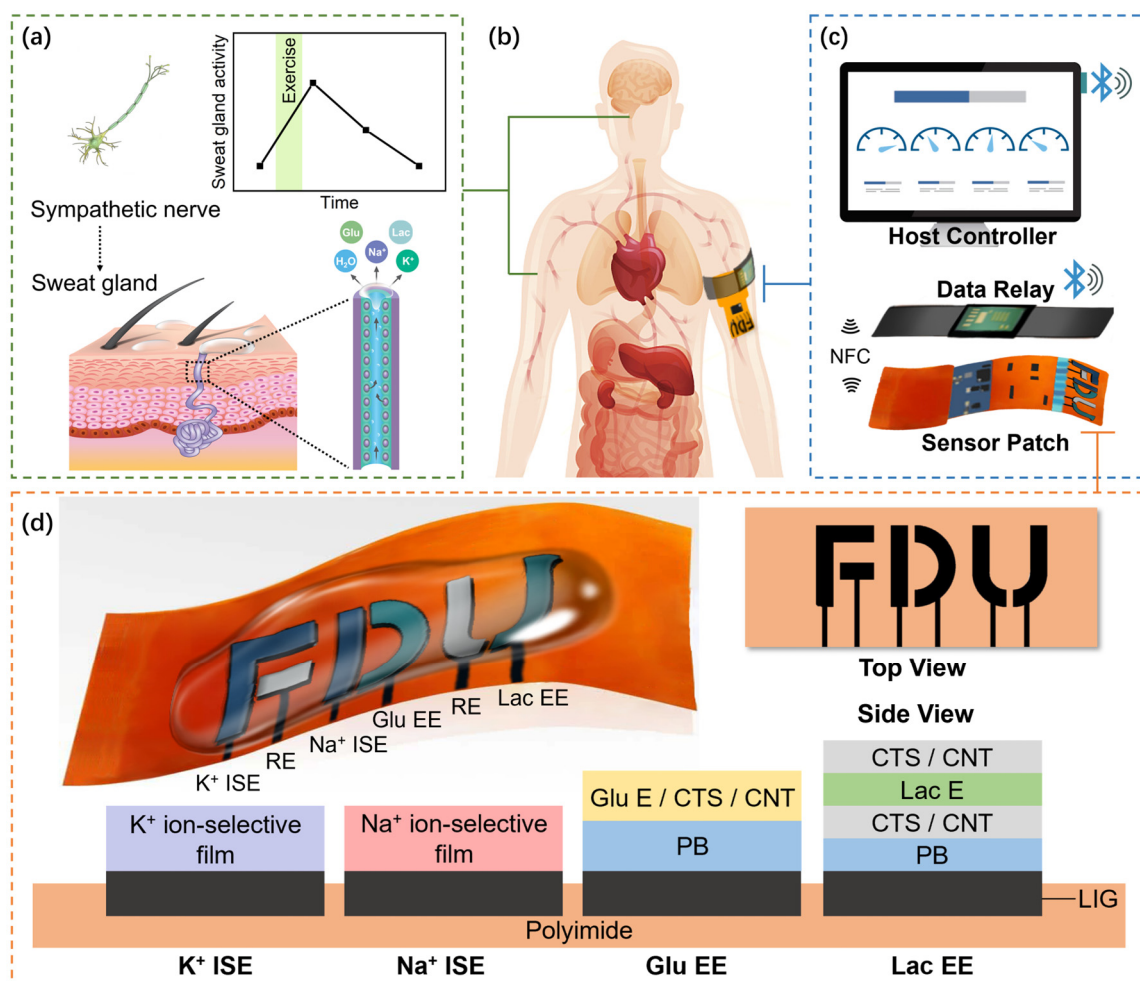 (a)
Sweat gland activity
Exercise
Time
Sympathetic nerve
Sweat gland
Glu
Lac
H₂O
Na⁺
K⁺
(b)
FDU
(c)
Host Controller
Data Relay
NFC
FDU
Sensor Patch
(d)
FDU
K⁺ ISE
RE
Na⁺ ISE
Glu EE
RE
Lac EE
FDU
Top View
Side View
K⁺ ion-selective
film
Na⁺ ion-selective
film
Glu E / CTS / CNT
PB
CTS / CNT
Lac E
CTS / CNT
PB
LIG
Polyimide
K⁺ ISE
Na⁺ ISE
Glu EE
Lac EE